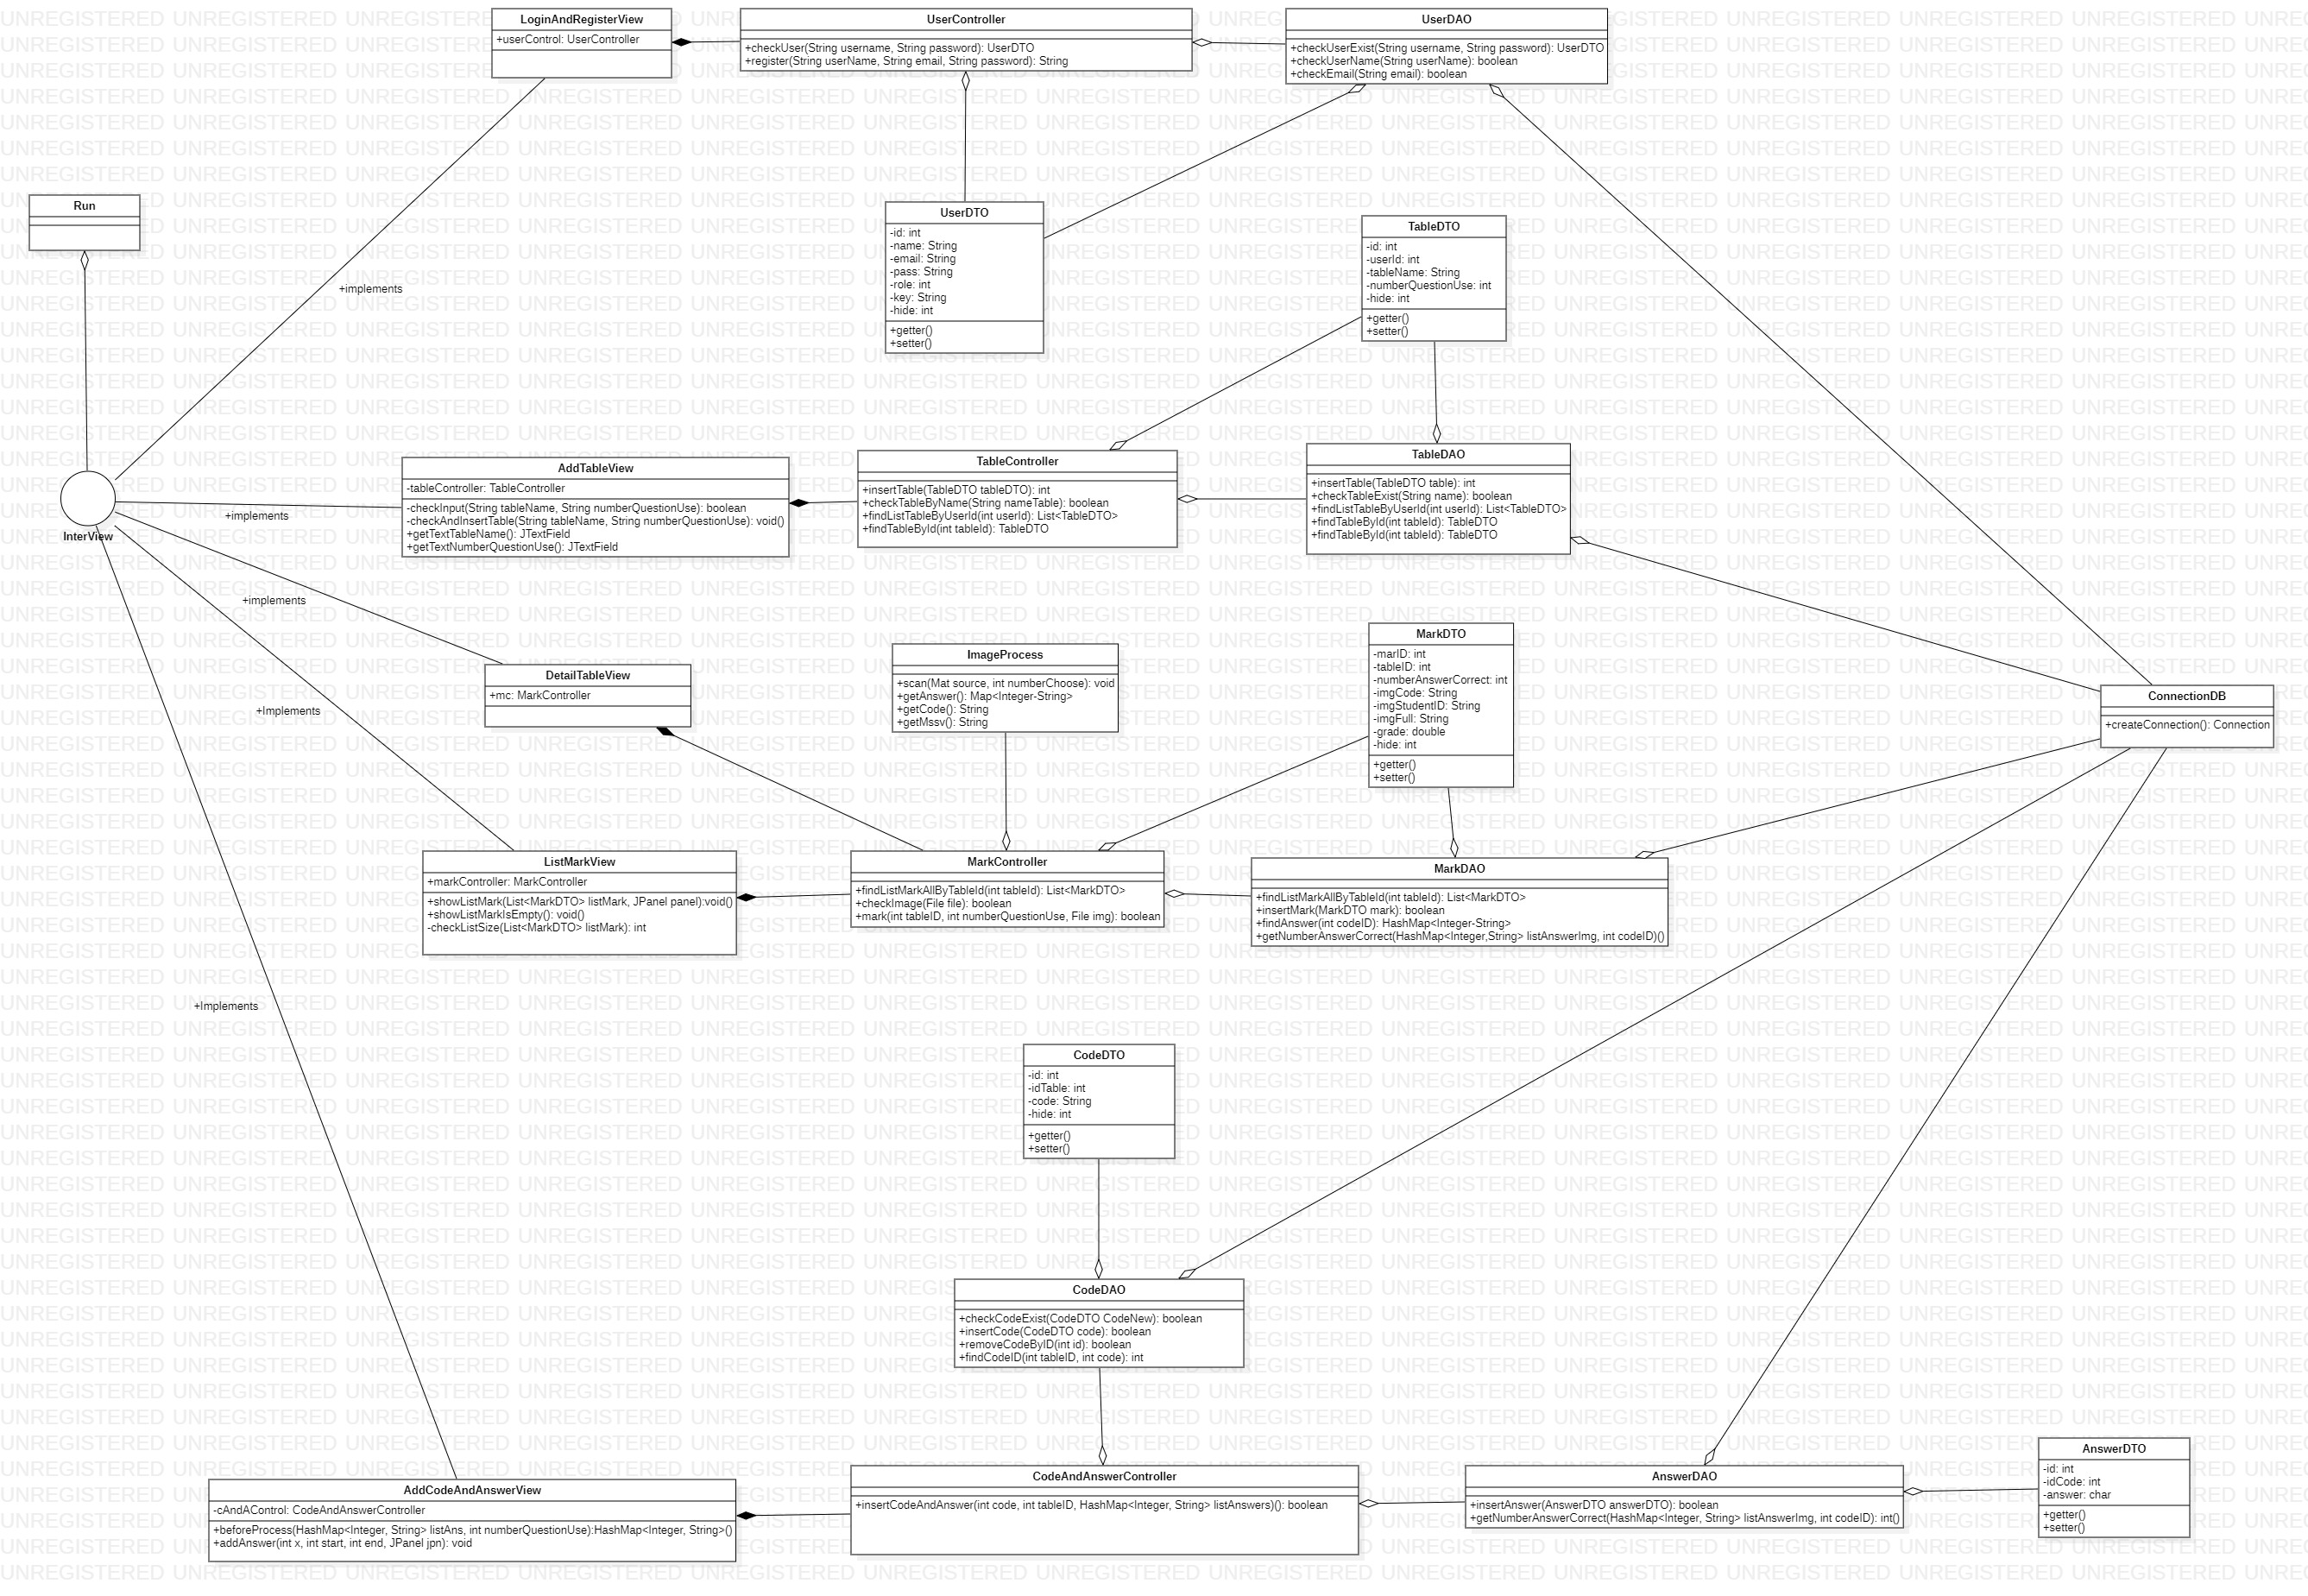 LoginAndRegisterView
+userControl: UserController
UserController
+checkUser(String username, String password): UserDTO
+register(String userName, String email, String password): String
UserDAO
+checkUserExist(String username, String password): UserDTO
+checkUserName(String userName): boolean
+checkEmail(String email): boolean
Run
+implements
UserDTO
-id: int
-name: String
-email: String
-pass: String
-role: int
-key: String
-hide: int
+getter()
+setter()
TableDTO
-id: int
-userId: int
-tableName: String
-numberQuestionUse: int
-hide: int
+getter()
+setter()
InterView
+implements
AddTableView
-tableController: TableController
-checkInput(String tableName, String numberQuestionUse): boolean
-checkAndInsertTable(String tableName, String numberQuestionUse): void()
+getTextTableName(): JTextField
+getTextNumberQuestionUse(): JTextField
TableController
+insertTable(TableDTO tableDTO): int
+checkTableByName(String nameTable): boolean
+findListTableByUserId(int userId): List<TableDTO>
+findTableById(int tableId): TableDTO
TableDAO
+insertTable(TableDTO table): int
+checkTableExist(String name): boolean
+findListTableByUserId(int userId): List<TableDTO>
+findTableById(int tableId): TableDTO
+findTableById(int tableId): TableDTO
+implements
+Implements
DetailTableView
+mc: MarkController
ImageProcess
+scan(Mat source, int numberChoose): void
+getAnswer(): Map<Integer-String>
+getCode(): String
+getMssv(): String
MarkDTO
-marID: int
-tableID: int
-numberAnswerCorrect: int
-imgCode: String
-imgStudentID: String
-imgFull: String
-grade: double
-hide: int
+getter()
+setter()
ConnectionDB
+createConnection(): Connection
ListMarkView
+markController: MarkController
+showListMark(List<MarkDTO> listMark, JPanel panel):void()
+showListMarkIsEmpty(): void()
-checkListSize(List<MarkDTO> listMark): int
MarkController
+findListMarkAllByTableId(int tableId): List<MarkDTO>
+checkImage(File file): boolean
+mark(int tableID, int numberQuestionUse, File img): boolean
MarkDAO
+findListMarkAllByTableId(int tableId): List<MarkDTO>
+insertMark(MarkDTO mark): boolean
+findAnswer(int codeID): HashMap<Integer-String>
+getNumberAnswerCorrect(HashMap<Integer,String> listAnswerImg, int codeID)()
+Implements
CodeDTO
-id: int
-idTable: int
-code: String
-hide: int
+getter()
+setter()
CodeDAO
+checkCodeExist(CodeDTO CodeNew): boolean
+insertCode(CodeDTO code): boolean
+removeCodeByID(int id): boolean
+findCodeID(int tableID, int code): int
AddCodeAndAnswerView
-cAndAControl: CodeAndAnswerController
+beforeProcess(HashMap<Integer, String> listAns, int numberQuestionUse):HashMap<Integer, String>()
+addAnswer(int x, int start, int end, JPanel jpn): void
CodeAndAnswerController
+insertCodeAndAnswer(int code, int tableID, HashMap<Integer, String> listAnswers)(): boolean
AnswerDAO
+insertAnswer(AnswerDTO answerDTO): boolean
+getNumberAnswerCorrect(HashMap<Integer, String> listAnswerImg, int codeID): int()
AnswerDTO
-id: int
-idCode: int
-answer: char
+getter()
+setter()